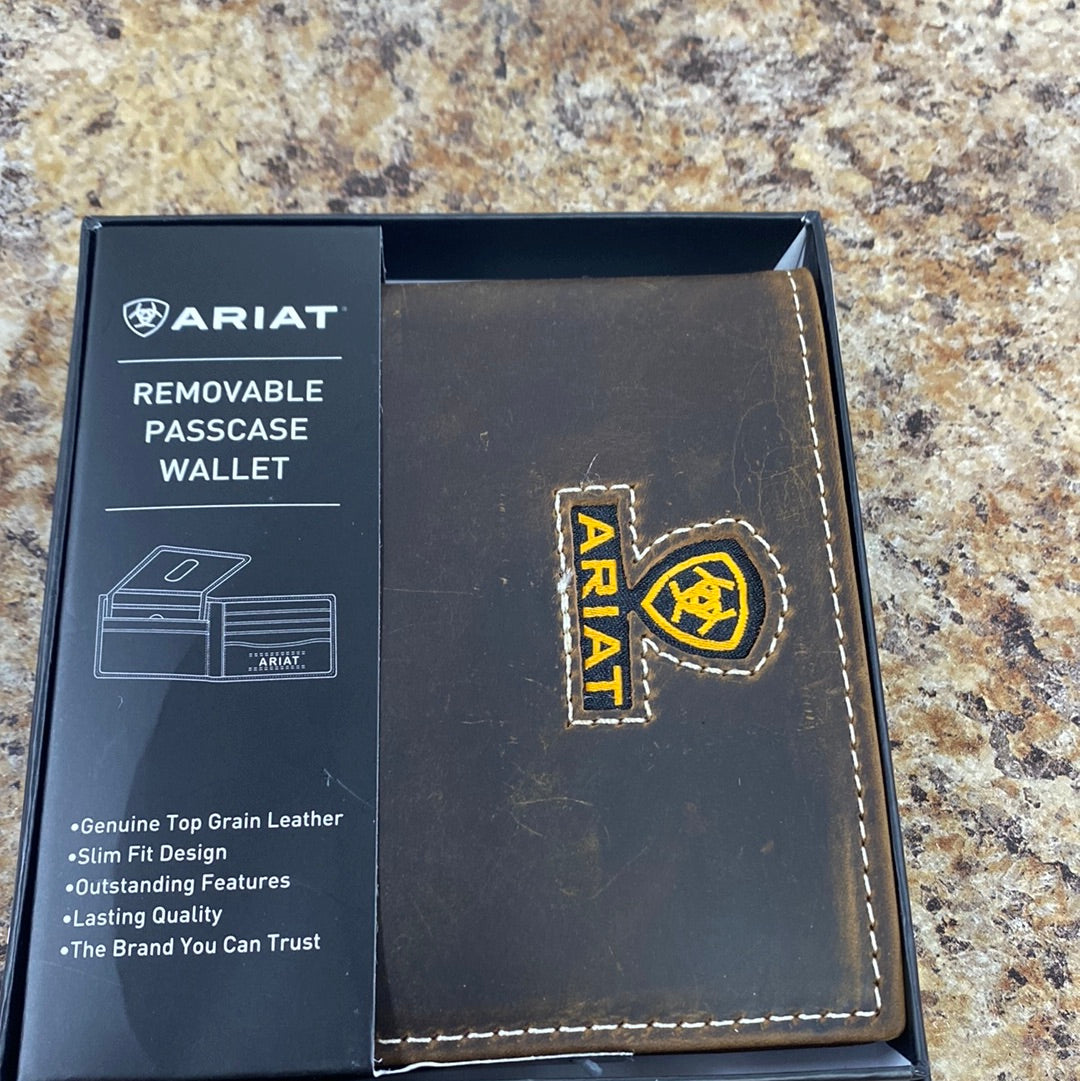 ARIAT
REMOVABLE
PASSCASE
WALLET
ARIAT
•Genuine Top Grain Leather
•Slim Fit Design
•Outstanding Features
•Lasting Quality
•The Brand You Can Trust
ARIAT